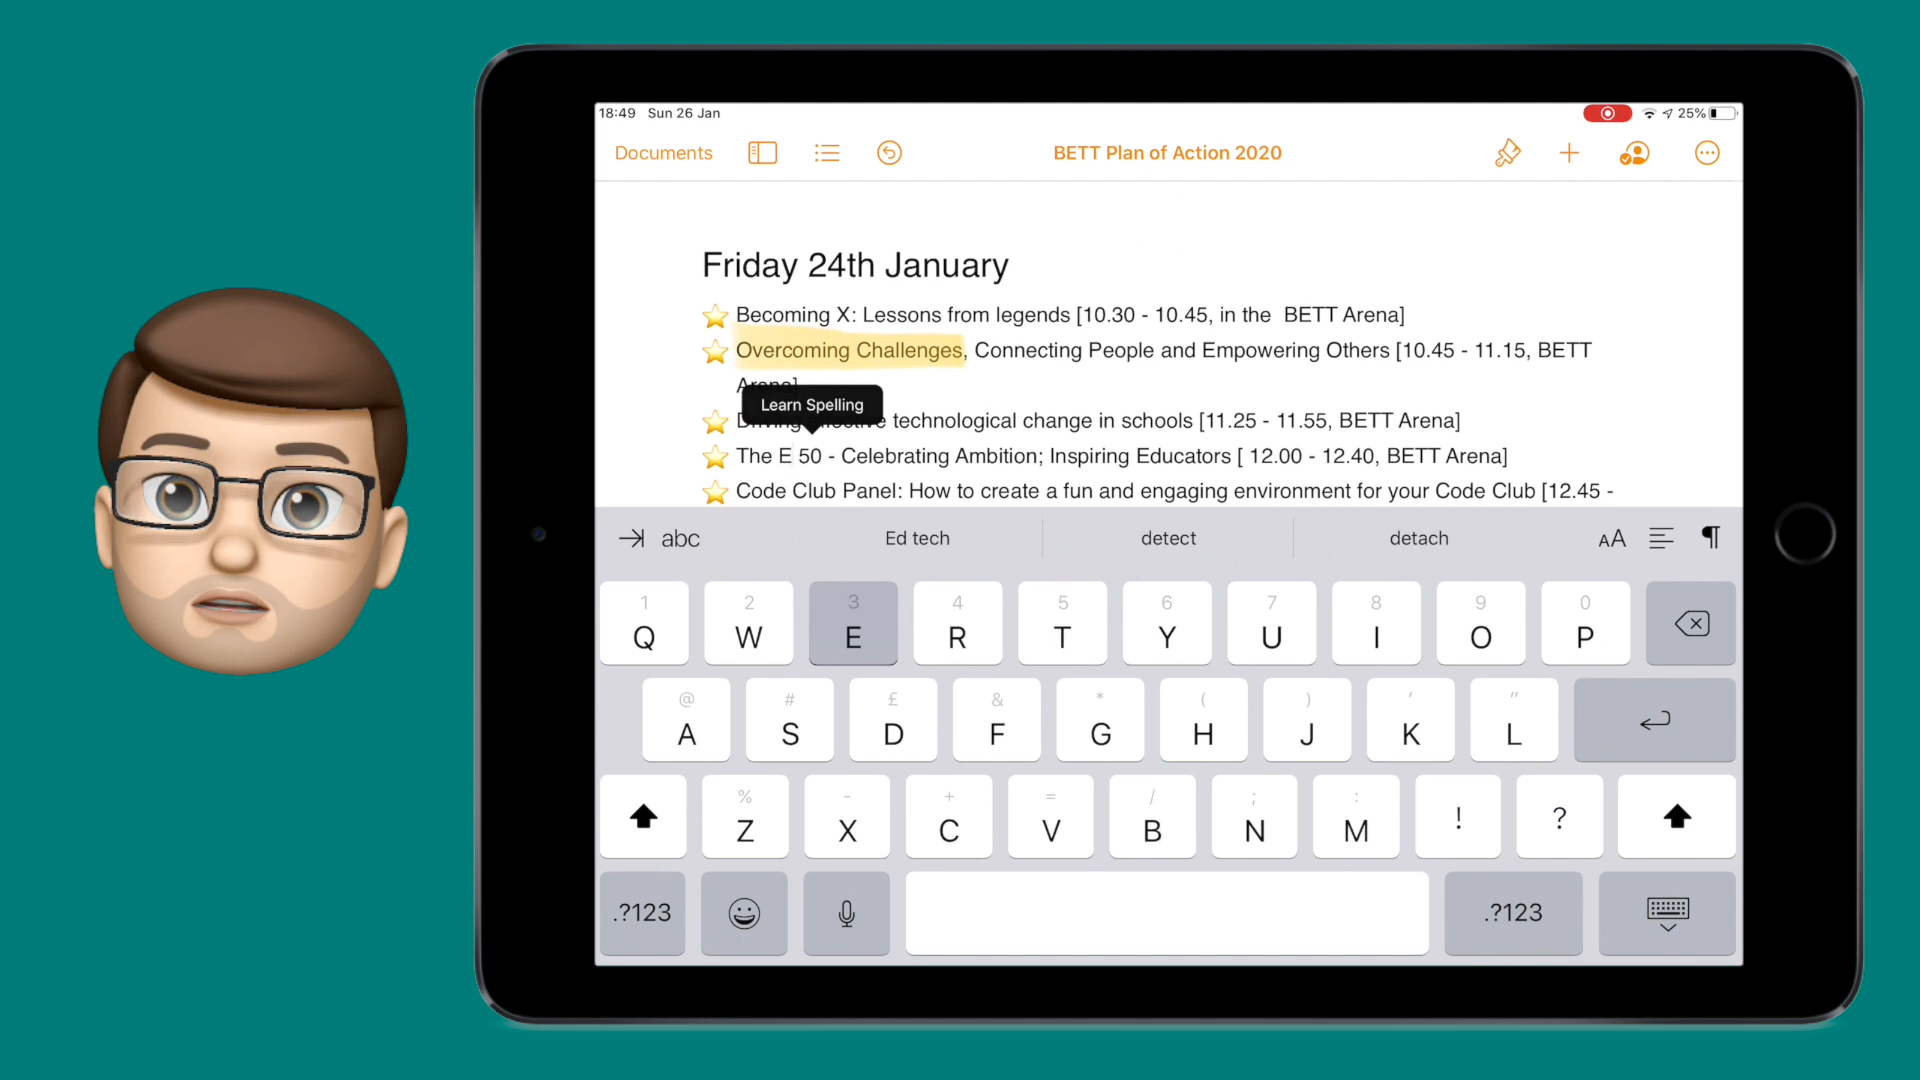 18:49 Sun 26 Jan 25%
Documents BETT Plan of Action 2020
Friday 24th January
Becoming X: Lessons from legends [10.30 - 10.45, in the BETT Arena]
Overcoming Challenges, Connecting People and Empowering Others [10.45 - 11.15, BETT
Arena]
Learn Spelling
Driving effective technological change in schools [11.25 - 11.55, BETT Arena]
The E 50 - Celebrating Ambition; Inspiring Educators [ 12.00 - 12.40, BETT Arena]
Code Club Panel: How to create a fun and engaging environment for your Code Club [12.45 -
abc Ed tech detect detach AA ¶
1 2 3 4 5 6 7 8 9 0
Q W E R T Y U I O P
@ # £ & * ( ) ' "
A S D F G H J K L
% - + = / ; :
Z X C V B N M ! ?
.?123 .?123